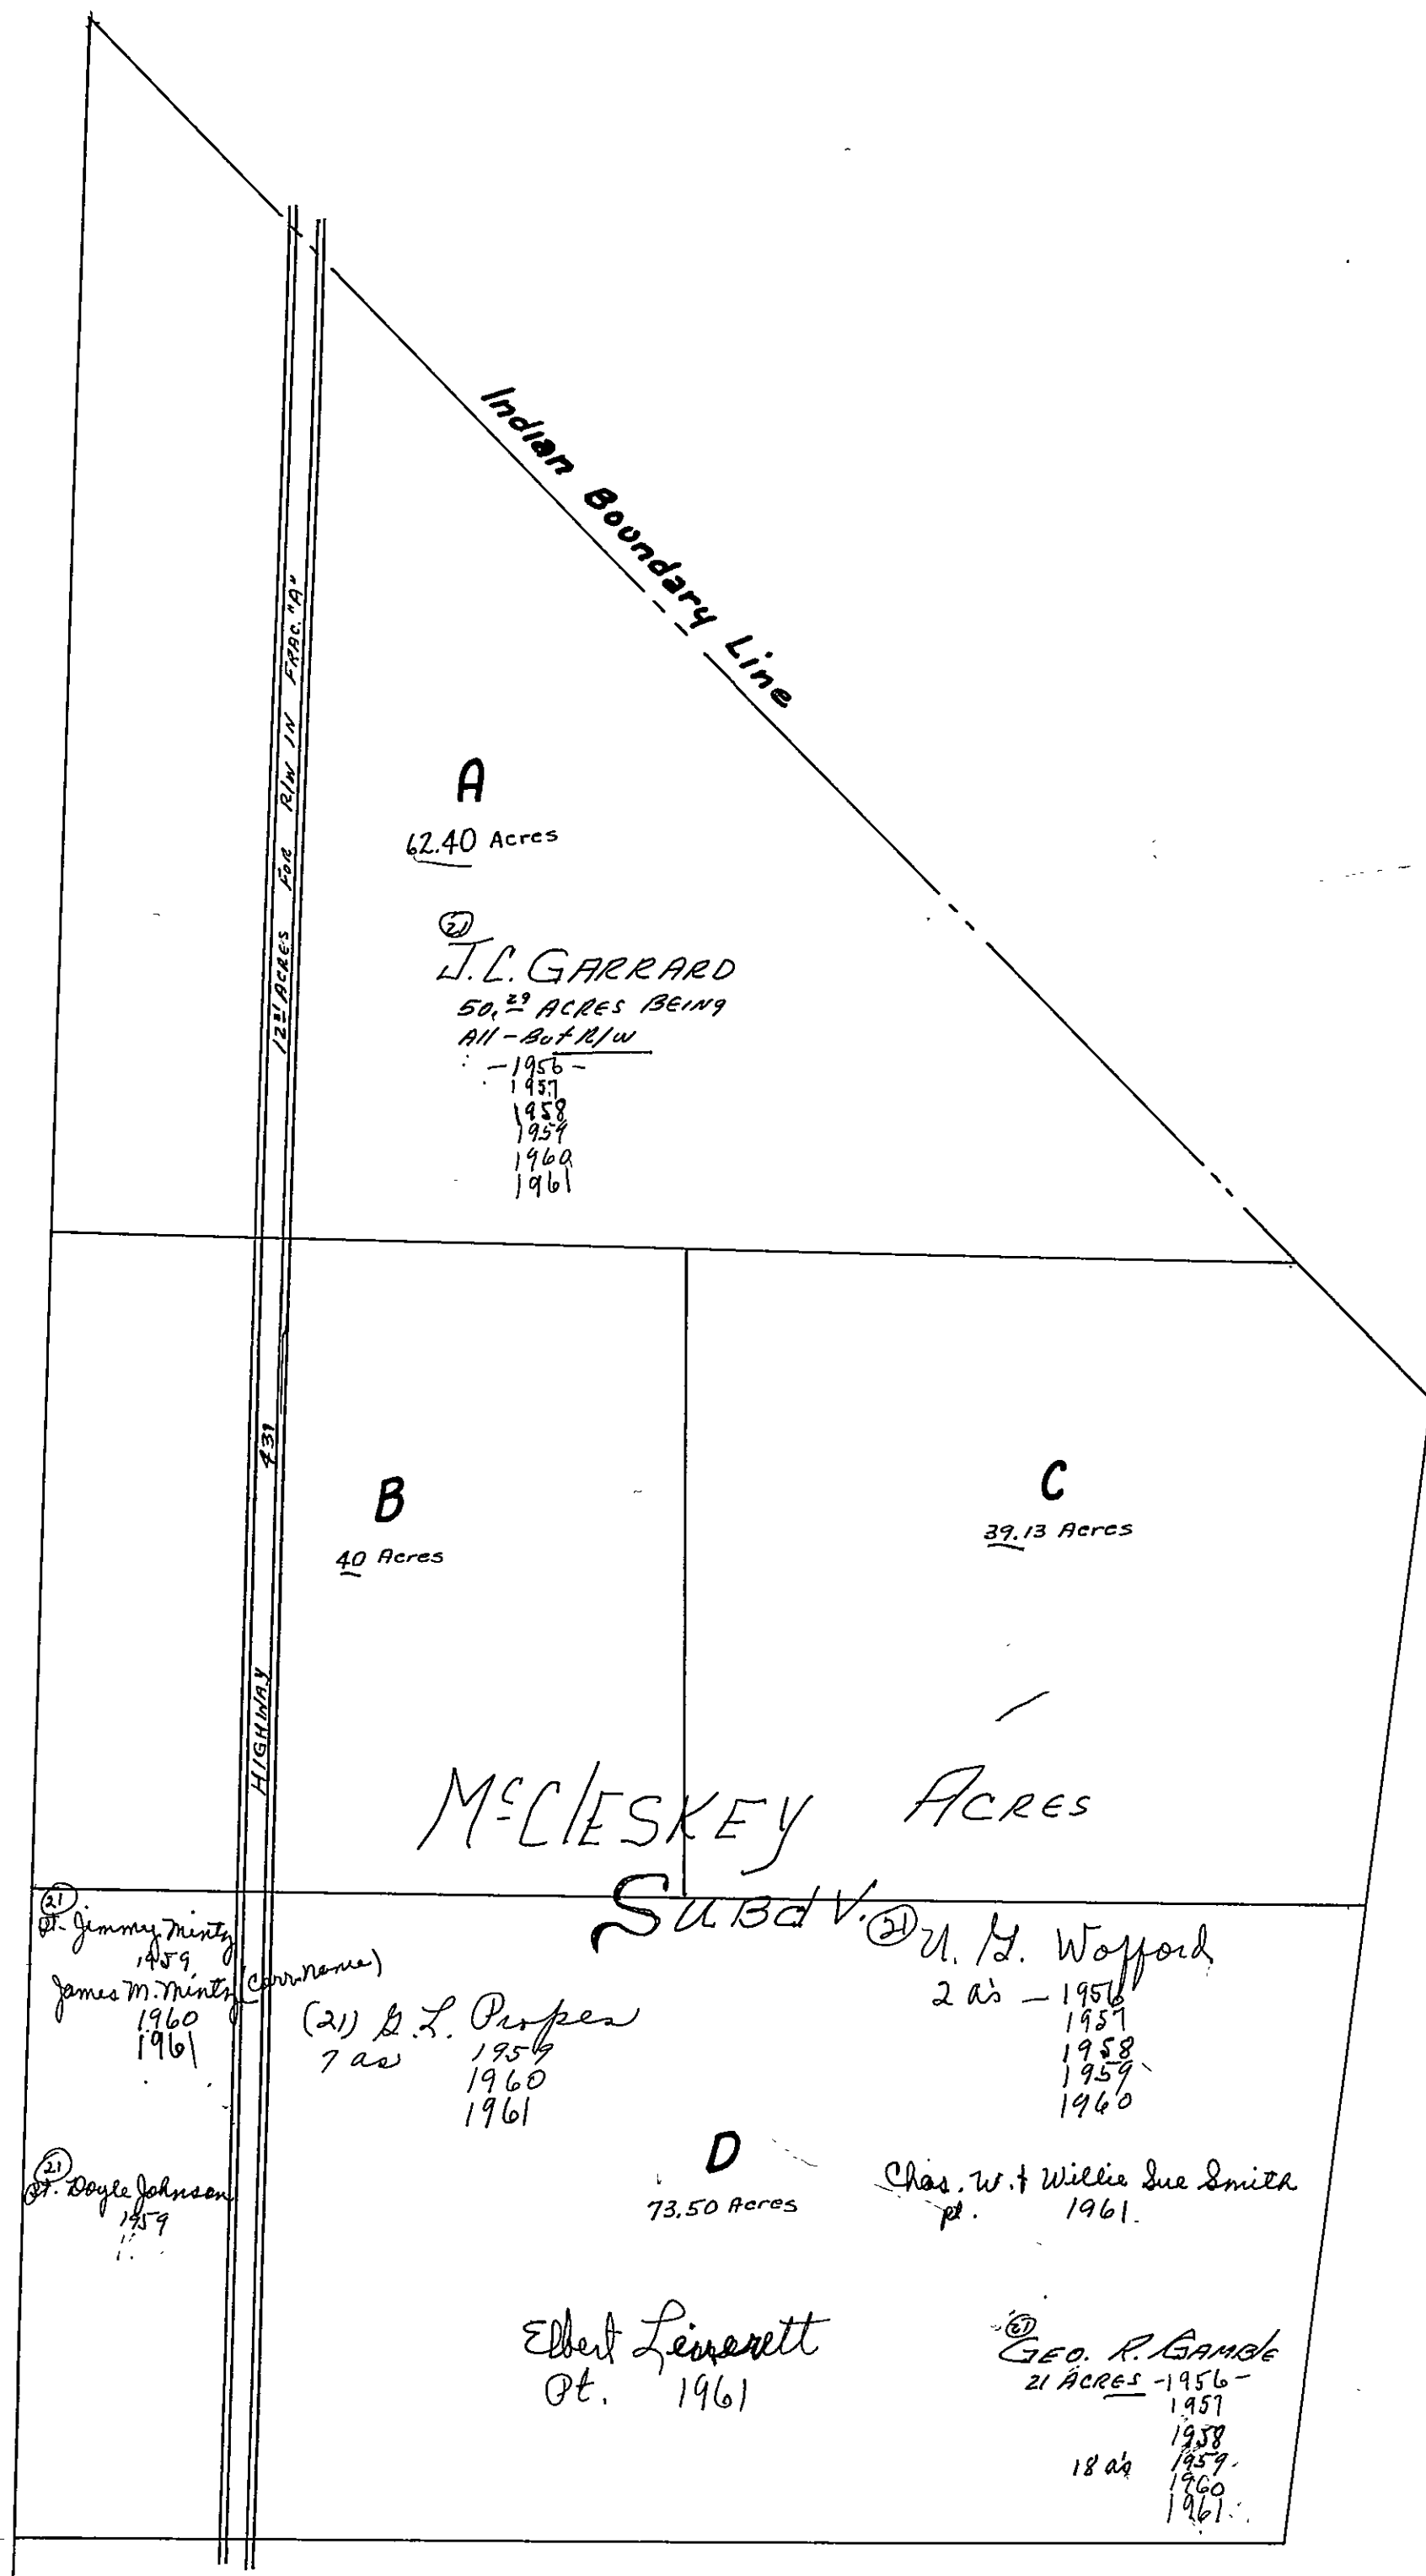 Indian Boundary Line
12 ACRES FOR R/W IN FRAC. "A"
A
62.40 Acres
(21)
J.C. GARRARD
50.29 ACRES BEING
All - But R/W
- 1956 -
1957
1958
1959
1960
1961
HIGHWAY 431
B
40 Acres
C
39.13 Acres
McClESKEY ACRES
SUBdV.
(21)
Pt. Jimmy Mintz
1959
James M. Mintz (Corr. name)
1960
1961
(21) G. L. Propes
7 as 1959
1960
1961
(21) U. G. Wofford
2 a's - 1956
1957
1958
1959
1960
(21)
Pt. Doyle Johnson
1959
D
73.50 Acres
Chas. W. & Willie Sue Smith
pt. 1961.
Elbert
Pt. 1961
(21)
GEO. R. GAMBlE
21 ACRES - 1956 -
1957
1958
18 a's 1959
1960
1961